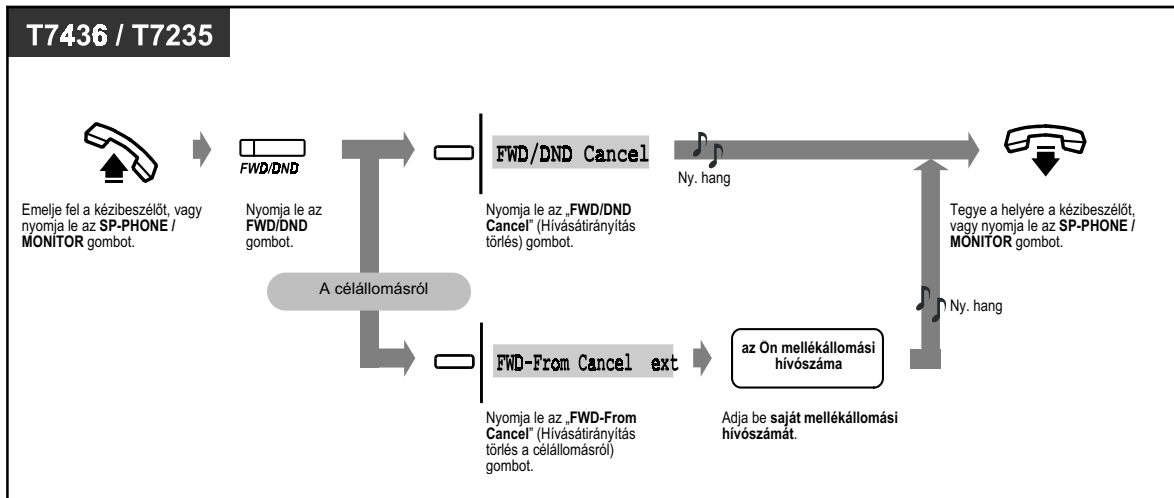 T7436 / T7235
FWD/DND
FWD/DND Cancel
Ny. hang
Emelje fel a kézibeszélőt, vagy
nyomja le az SP-PHONE /
MONITOR gombot.
Nyomja le az
FWD/DND
gombot.
Nyomja le az „FWD/DND
Cancel” (Hívásátirányítás
törlés) gombot.
Tegye a helyére a kézibeszélőt,
vagy nyomja le az SP-PHONE /
MONITOR gombot.
A célállomásról
Ny. hang
FWD-From Cancel ext
az Ön mellékállomási
hívószáma
Nyomja le az „FWD-From
Cancel” (Hívásátirányítás
törlés a célállomásról)
gombot.
Adja be saját mellékállomási
hívószámát.